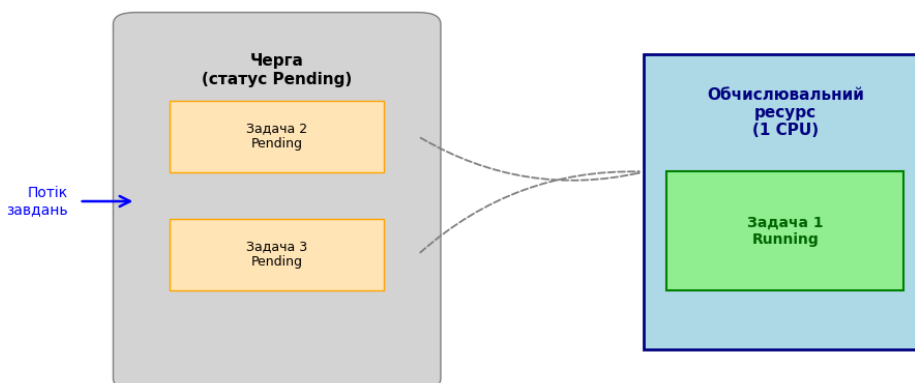 Потік
завдань
Черга
(статус Pending)
Задача 2
Pending
Задача 3
Pending
Обчислювальний
ресурс
(1 CPU)
Задача 1
Running